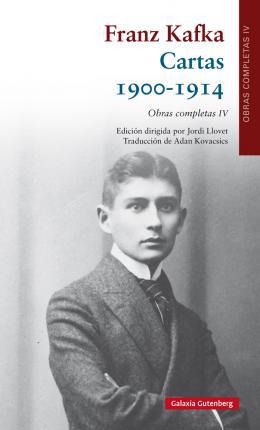 Franz Kafka
Cartas
1900-1914
Obras completas IV
Edición dirigida por Jordi Llovet
Traducción de Adan Kovacsics
OBRAS COMPLETAS IV
Galaxia Gutenberg